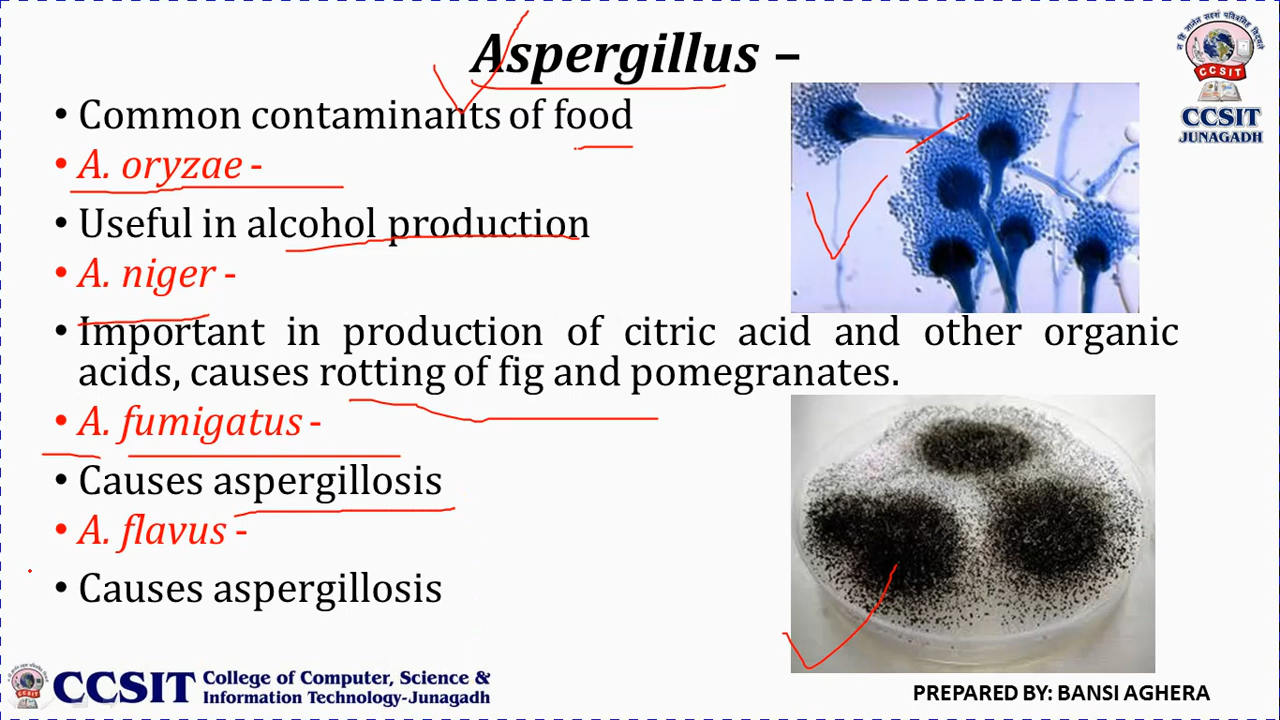 Aspergillus –
• Common contaminants of food
• A. oryzae -
• Useful in alcohol production
• A. niger -
• Important in production of citric acid and other organic
acids, causes rotting of fig and pomegranates.
• A. fumigatus -
• Causes aspergillosis
• A. flavus -
• Causes aspergillosis
CCSIT
CCSIT
JUNAGADH
CCSIT
College of Computer, Science &
Information Technology-Junagadh
PREPARED BY: BANSI AGHERA